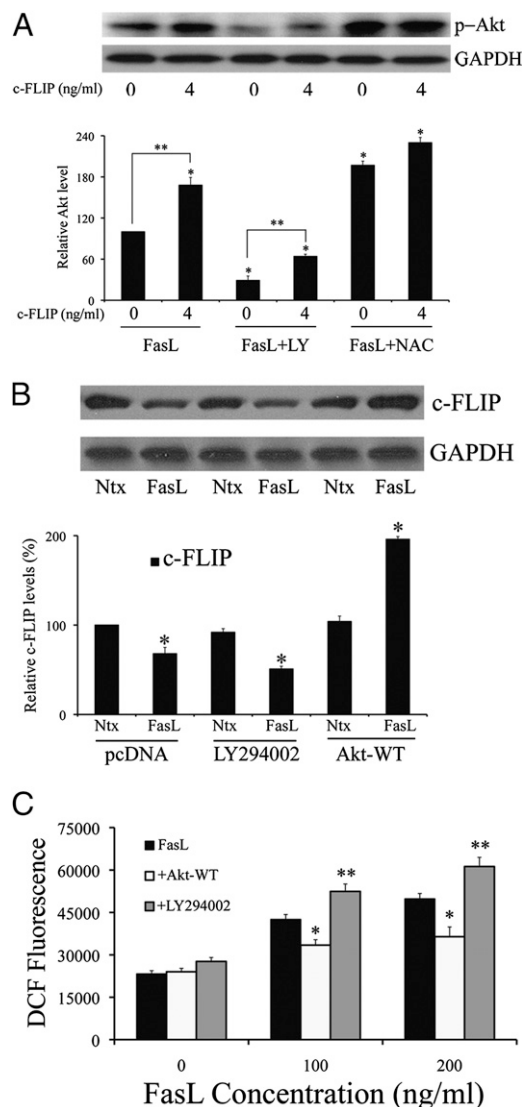 A
p-Akt
GAPDH
c-FLIP (ng/ml) 0 4 0 4 0 4
Relative Akt level
240
180
120
60
0
** * * ** * * *
c-FLIP (ng/ml) 0 4 0 4 0 4
FasL FasL+LY FasL+NAC
B
c-FLIP
GAPDH
Ntx FasL Ntx FasL Ntx FasL
Relative c-FLIP levels (%)
200
100
0
c-FLIP
* * *
Ntx FasL Ntx FasL Ntx FasL
pcDNA LY294002 Akt-WT
C
DCF Fluorescence
75000
60000
45000
30000
15000
0
FasL
+Akt-WT
+LY294002
* ** * **
0 100 200
FasL Concentration (ng/ml)